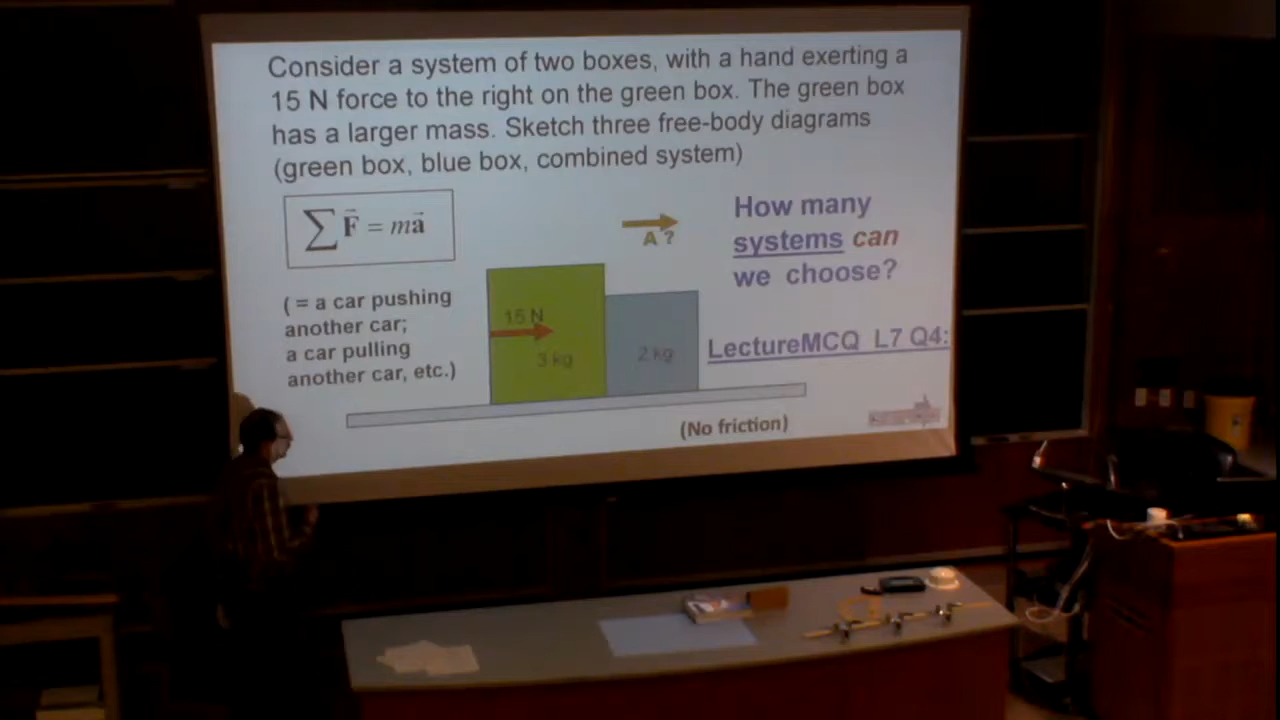 Consider a system of two boxes, with a hand exerting a
15 N force to the right on the green box. The green box
has a larger mass. Sketch three free-body diagrams
(green box, blue box, combined system)
∑ F⃗ = ma⃗
A ?
How many
systems can
we choose?
( = a car pushing
another car;
a car pulling
another car, etc.)
15 N
3 kg
2 kg
LectureMCQ L7 Q4:
(No friction)